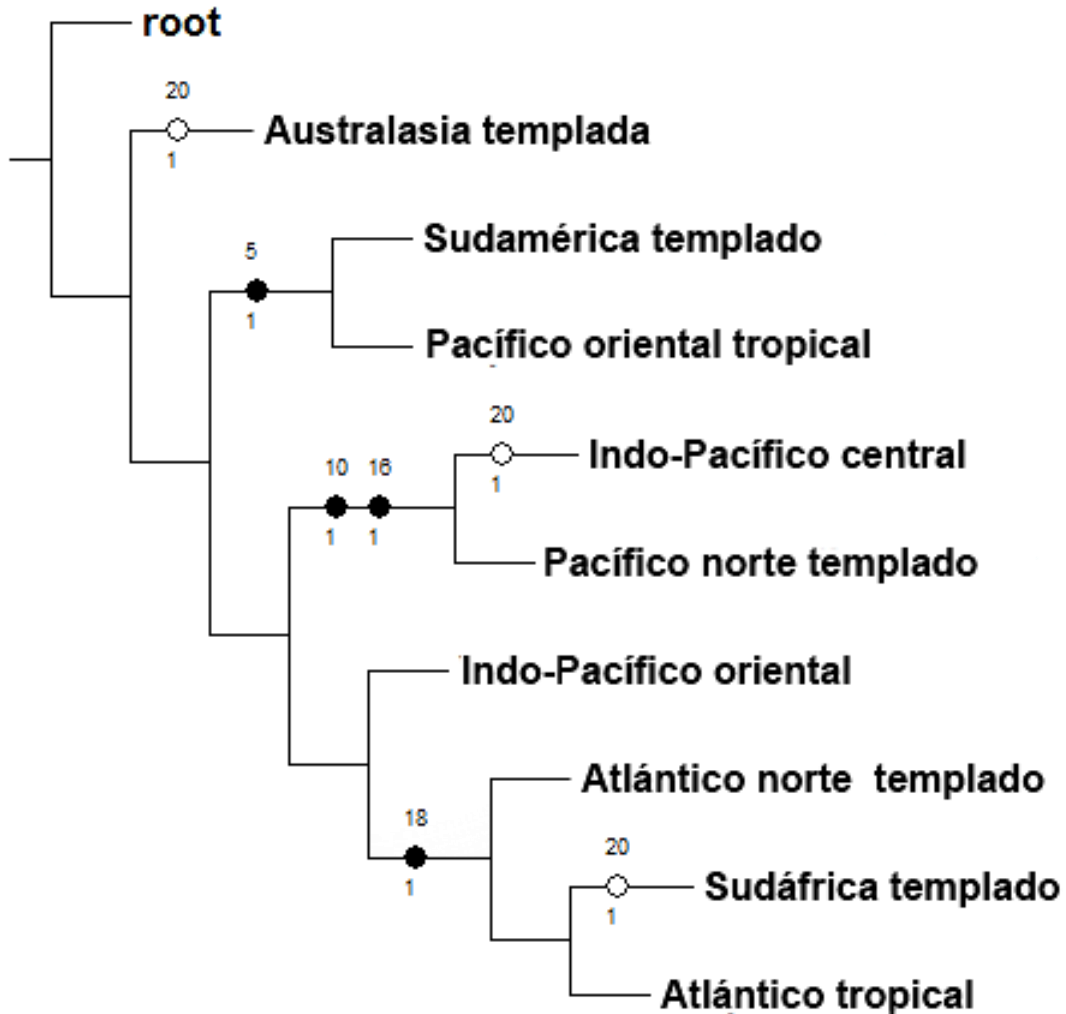 root
20
1
Australasia templada
Sudamérica templado
5
1
Pacífico oriental tropical
20
1
Indo-Pacífico central
10 16
1 1
Pacífico norte templado
Indo-Pacífico oriental
Atlántico norte templado
18
1
20
1
Sudáfrica templado
Atlántico tropical